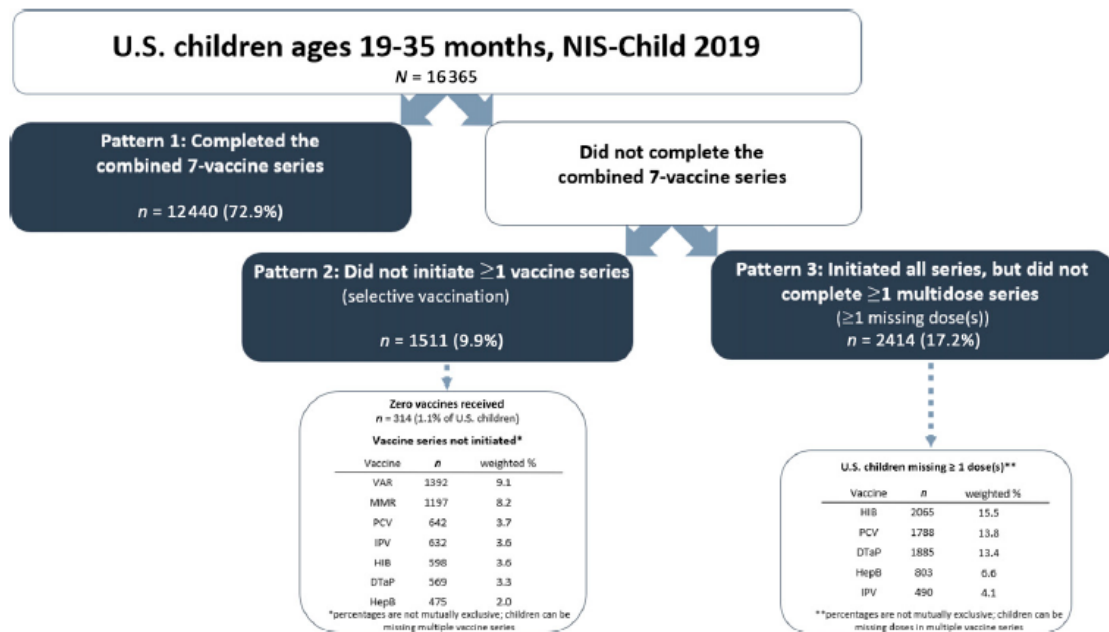 U.S. children ages 19-35 months, NIS-Child 2019
N = 16365
Pattern 1: Completed the
combined 7-vaccine series
n = 12440 (72.9%)
Did not complete the
combined 7-vaccine series
Pattern 2: Did not initiate ≥1 vaccine series
(selective vaccination)
n = 1511 (9.9%)
Pattern 3: Initiated all series, but did not
complete ≥1 multidose series
(≥1 missing dose(s))
n = 2414 (17.2%)
Zero vaccines received
n = 314 (1.1% of U.S. children)
Vaccine series not initiated*
Vaccine n weighted %
VAR 1392 9.1
MMR 1197 8.2
PCV 642 3.7
IPV 632 3.6
HIB 598 3.6
DTaP 569 3.3
HepB 475 2.0
*percentages are not mutually exclusive; children can be
missing multiple vaccine series
U.S. children missing ≥ 1 dose(s)**
Vaccine n weighted %
HIB 2065 15.5
PCV 1788 13.8
DTaP 1885 13.4
HepB 803 6.6
IPV 490 4.1
**percentages are not mutually exclusive; children can be
missing doses in multiple vaccine series